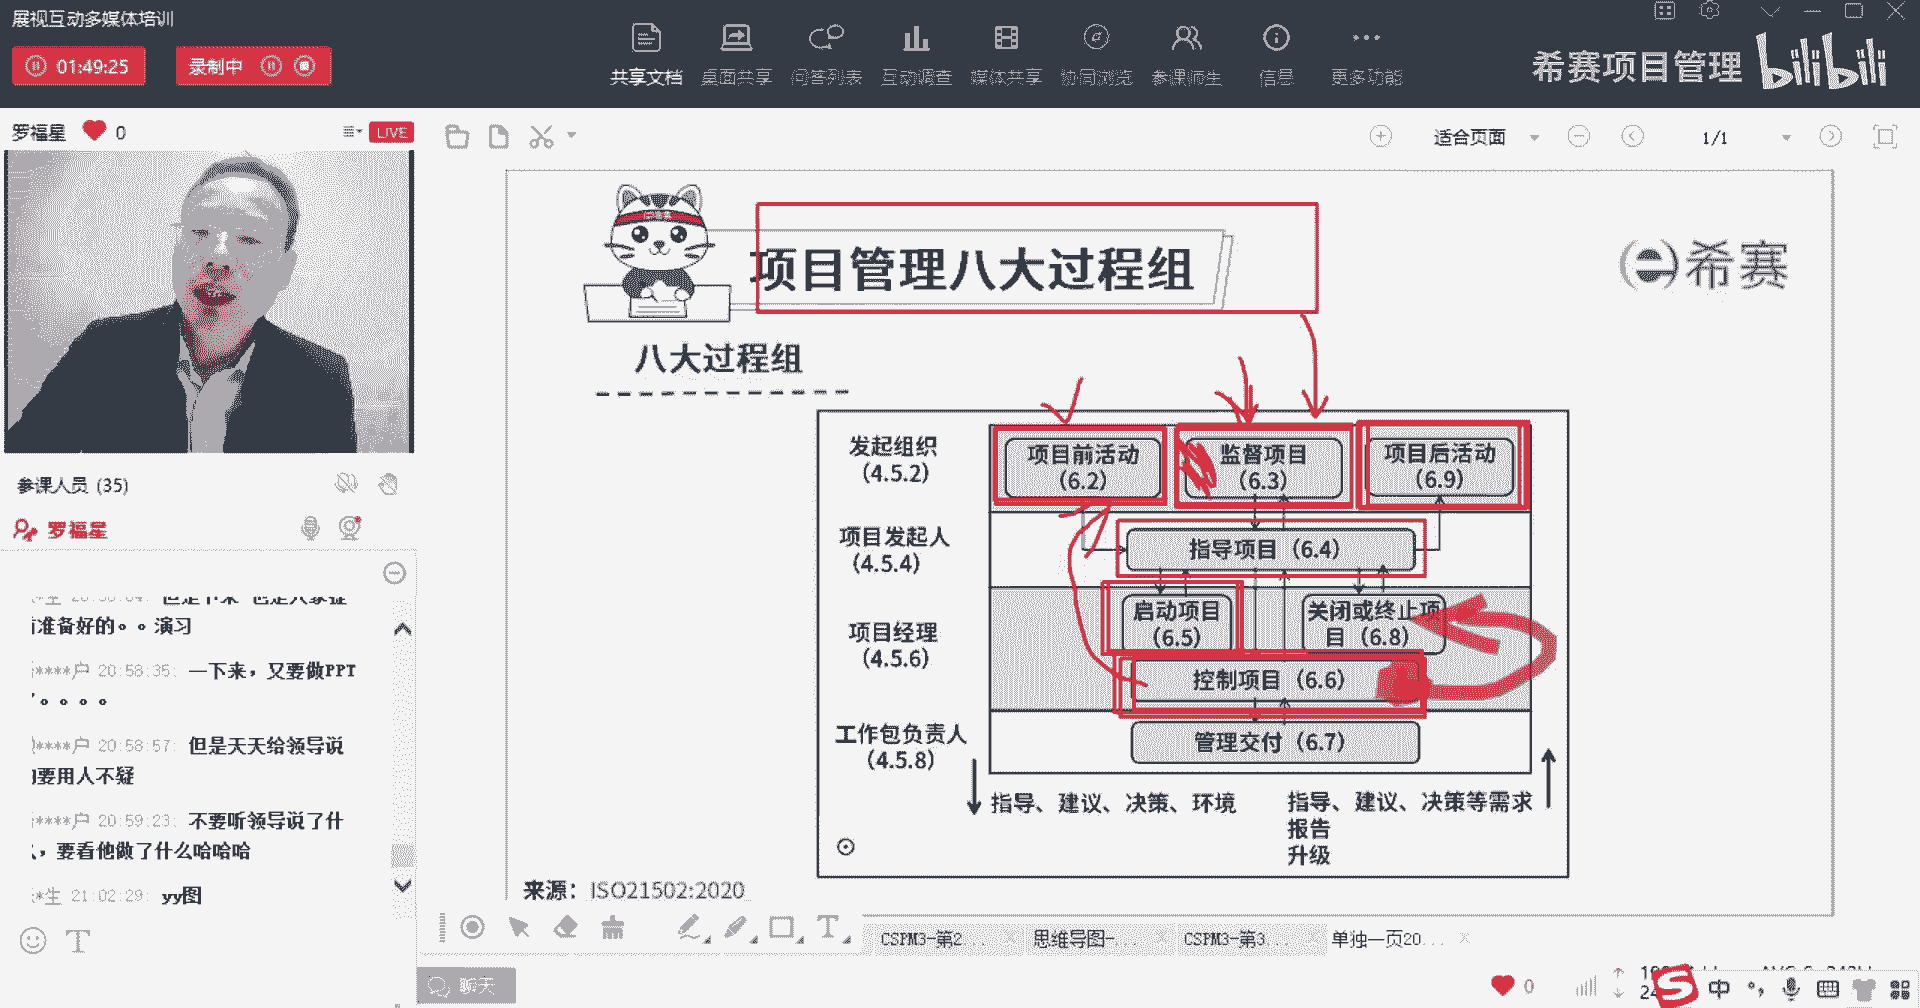 展视互动多媒体培训
01:49:25
录制中
共享文档
桌面共享
问答列表
互动调查
媒体共享
协同浏览
参课师生
信息
更多功能
希赛项目管理
bilibili
罗福星
0
LIVE
适合页面
1/1
项目管理八大过程组
希赛
八大过程组
发起组织
(4.5.2)
项目前活动
(6.2)
监督项目
(6.3)
项目后活动
(6.9)
项目发起人
(4.5.4)
指导项目（6.4）
项目经理
(4.5.6)
启动项目
(6.5)
关闭或终止项
目（6.8）
控制项目（6.6）
工作包负责人
(4.5.8)
管理交付（6.7）
指导、建议、决策、环境
指导、建议、决策等需求
报告
升级
来源：ISO21502:2020
参课人员 (35)
罗福星
准备好的。。演习
****户 20:58:35: 一下来，又要做PPT
。。。。
****户 20:58:57: 但是天天给领导说
要用人不疑
****户 20:59:23: 不要听领导说了什
，要看他做了什么哈哈哈
*生 21:02:29: yy图
T
T
CSPM3-第2...
思维导图-...
CSPM3-第3...
单独一页20...
聊天
0
中